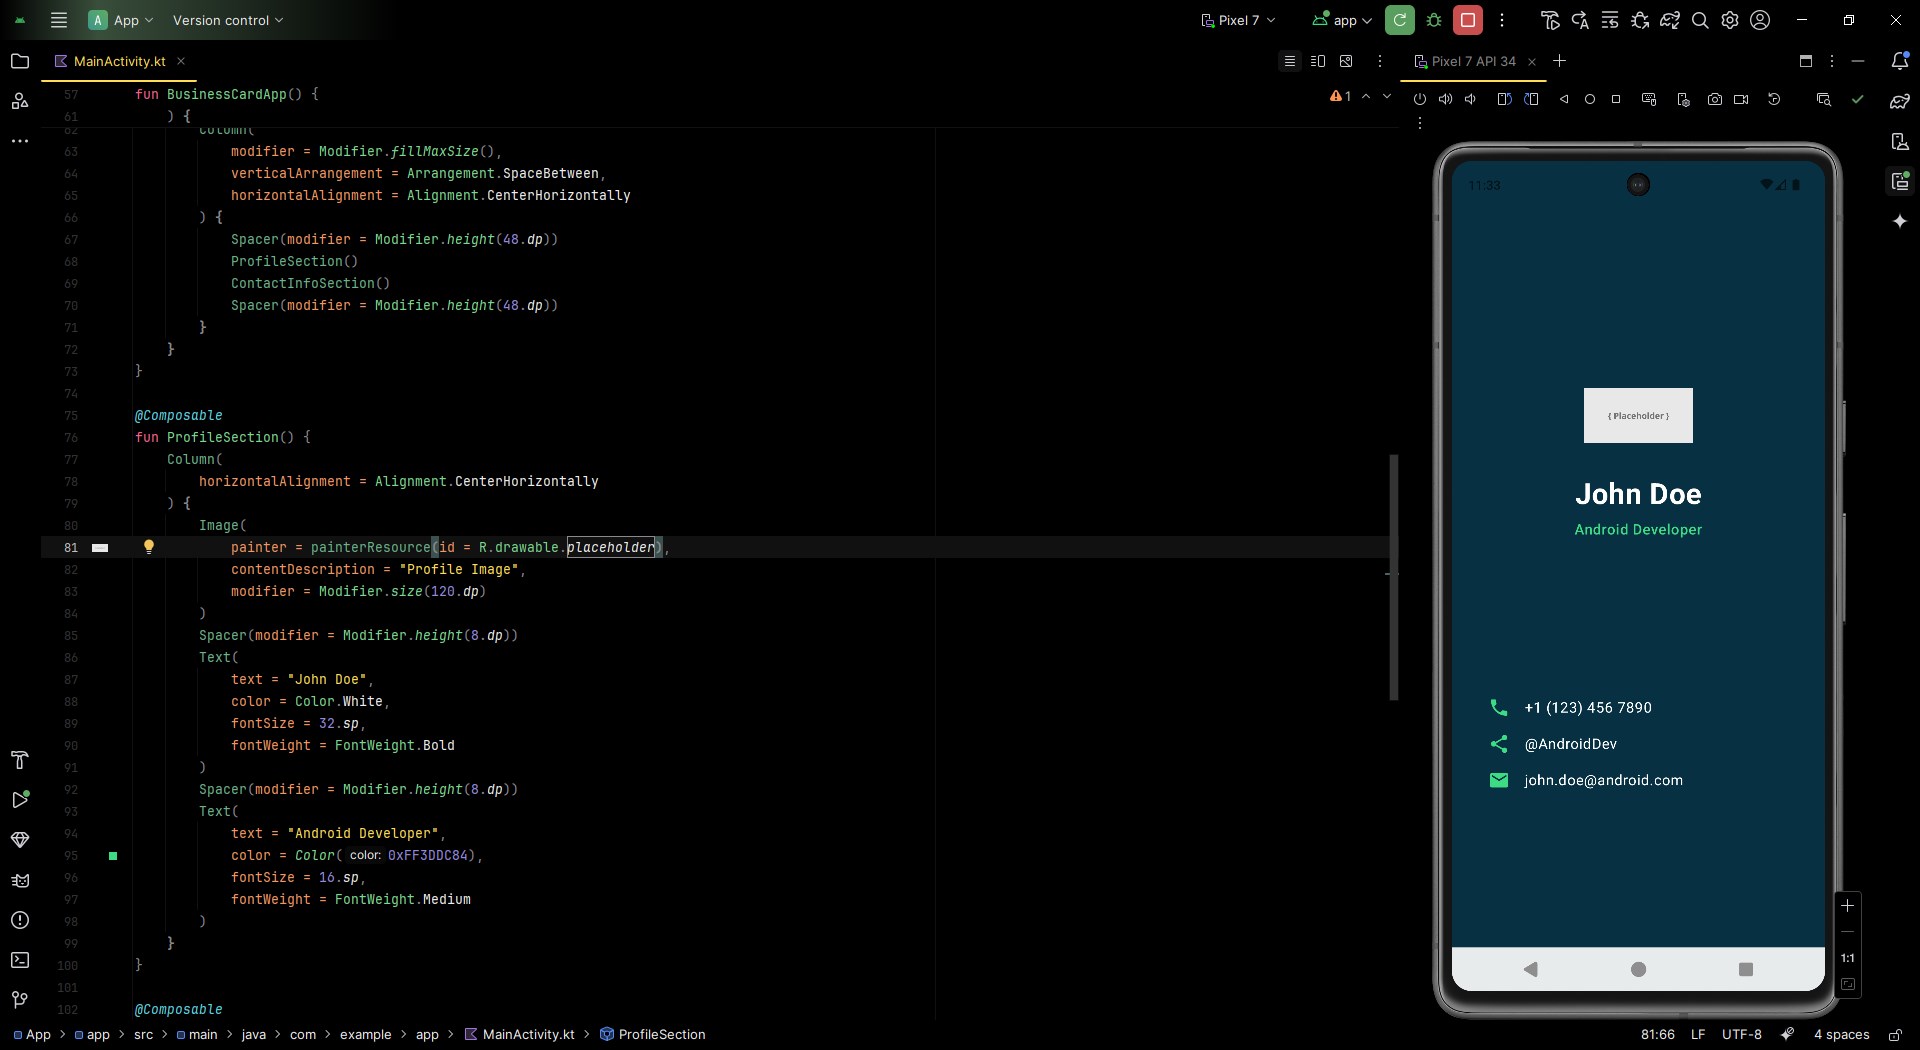 A App Version control Pixel 7 app
MainActivity.kt
Pixel 7 API 34
57 fun BusinessCardApp() {
61 ) {
62 Column(
63 modifier = Modifier.fillMaxSize(),
64 verticalArrangement = Arrangement.SpaceBetween,
65 horizontalAlignment = Alignment.CenterHorizontally
66 ) {
67 Spacer(modifier = Modifier.height(48.dp))
68 ProfileSection()
69 ContactInfoSection()
70 Spacer(modifier = Modifier.height(48.dp))
71 }
72 }
73 }
74
75 @Composable
76 fun ProfileSection() {
77 Column(
78 horizontalAlignment = Alignment.CenterHorizontally
79 ) {
80 Image(
81 painter = painterResource(id = R.drawable.placeholder),
82 contentDescription = "Profile Image",
83 modifier = Modifier.size(120.dp)
84 )
85 Spacer(modifier = Modifier.height(8.dp))
86 Text(
87 text = "John Doe",
88 color = Color.White,
89 fontSize = 32.sp,
90 fontWeight = FontWeight.Bold
91 )
92 Spacer(modifier = Modifier.height(8.dp))
93 Text(
94 text = "Android Developer",
95 color = Color( color: 0xFF3DDC84),
96 fontSize = 16.sp,
97 fontWeight = FontWeight.Medium
98 )
99 }
100 }
101
102 @Composable
1
11:33
{ Placeholder }
John Doe
Android Developer
+1 (123) 456 7890
@AndroidDev
john.doe@android.com
1:1
App > app > src > main > java > com > example > app > MainActivity.kt > ProfileSection
81:66 LF UTF-8 4 spaces